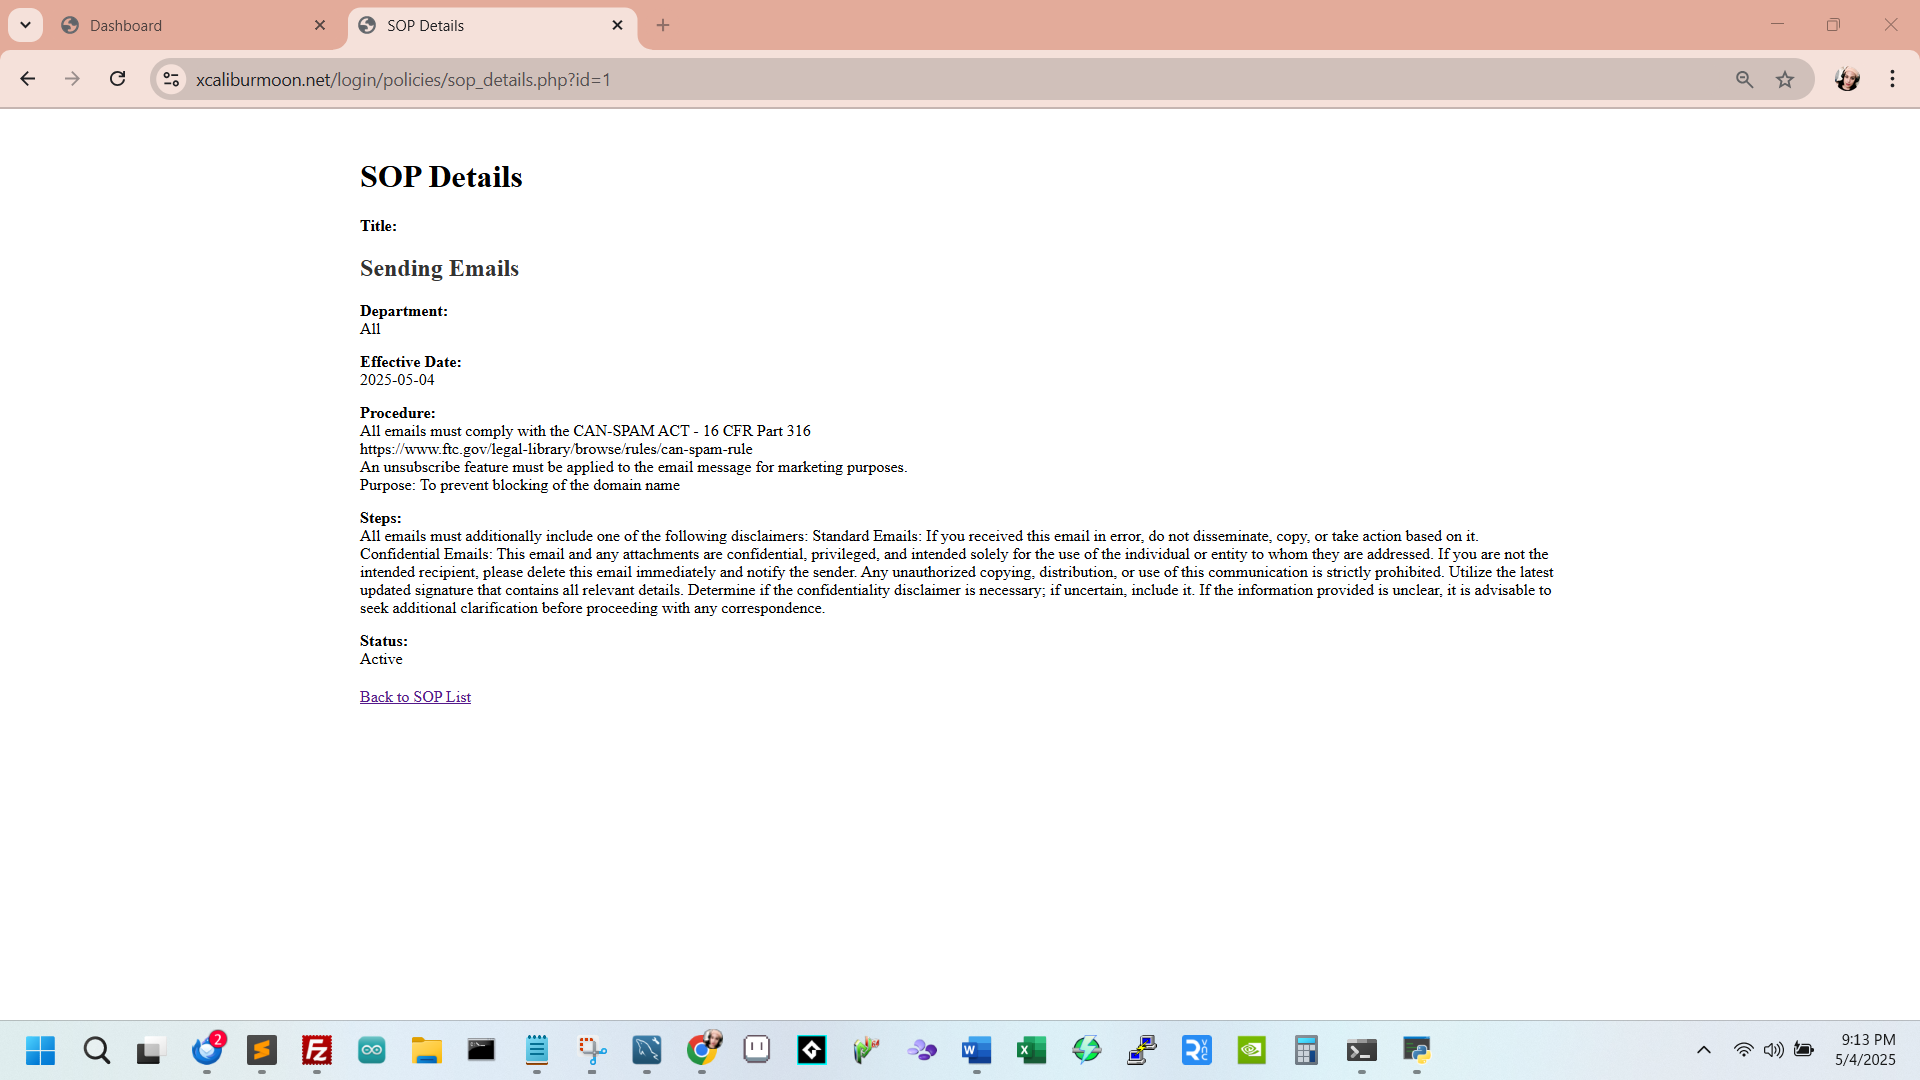 Dashboard
SOP Details
xcaliburmoon.net/login/policies/sop_details.php?id=1
SOP Details
Title:
Sending Emails
Department:
All
Effective Date:
2025-05-04
Procedure:
All emails must comply with the CAN-SPAM ACT - 16 CFR Part 316
https://www.ftc.gov/legal-library/browse/rules/can-spam-rule
An unsubscribe feature must be applied to the email message for marketing purposes.
Purpose: To prevent blocking of the domain name
Steps:
All emails must additionally include one of the following disclaimers: Standard Emails: If you received this email in error, do not disseminate, copy, or take action based on it.
Confidential Emails: This email and any attachments are confidential, privileged, and intended solely for the use of the individual or entity to whom they are addressed. If you are not the
intended recipient, please delete this email immediately and notify the sender. Any unauthorized copying, distribution, or use of this communication is strictly prohibited. Utilize the latest
updated signature that contains all relevant details. Determine if the confidentiality disclaimer is necessary; if uncertain, include it. If the information provided is unclear, it is advisable to
seek additional clarification before proceeding with any correspondence.
Status:
Active
Back to SOP List
2
9:13 PM
5/4/2025